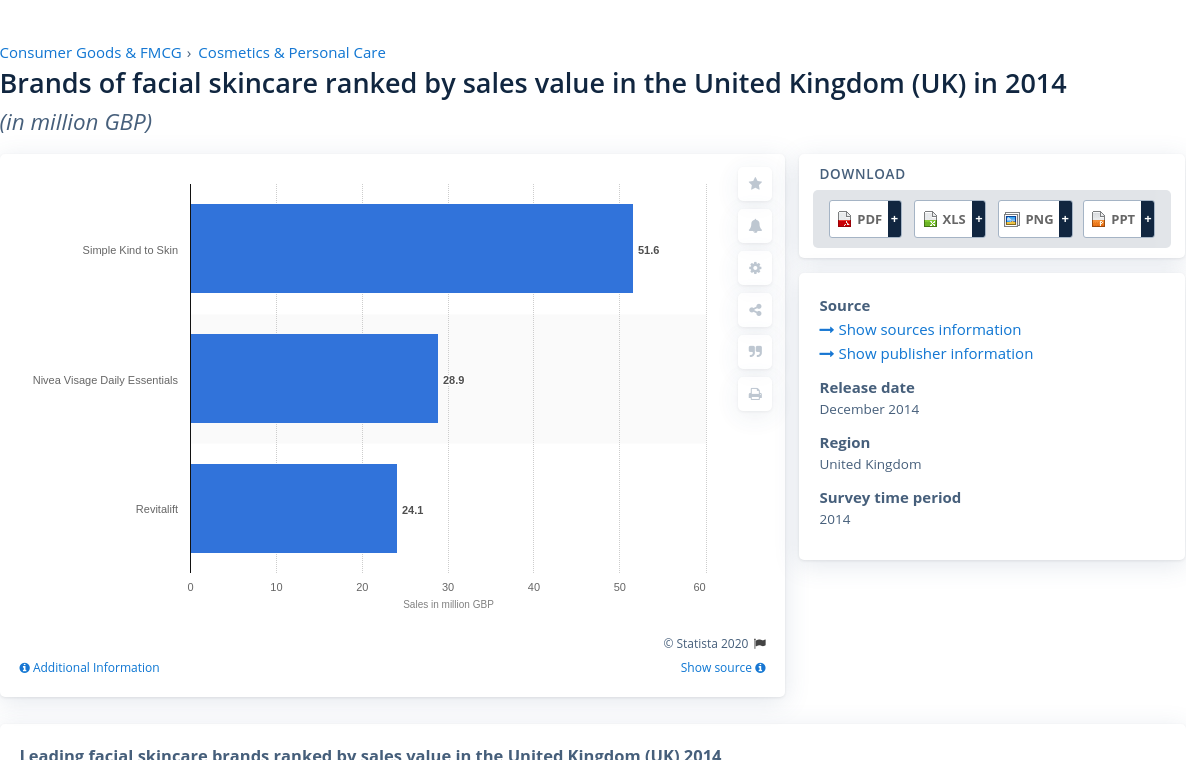 Consumer Goods & FMCG › Cosmetics & Personal Care
Brands of facial skincare ranked by sales value in the United Kingdom (UK) in 2014
(in million GBP)
Simple Kind to Skin
51.6
Nivea Visage Daily Essentials
28.9
Revitalift
24.1
0 10 20 30 40 50 60
Sales in million GBP
© Statista 2020
Additional Information
Show source
DOWNLOAD
PDF + XLS + PNG + PPT +
Source
Show sources information
Show publisher information
Release date
December 2014
Region
United Kingdom
Survey time period
2014
Leading facial skincare brands ranked by sales value in the United Kingdom (UK) 2014